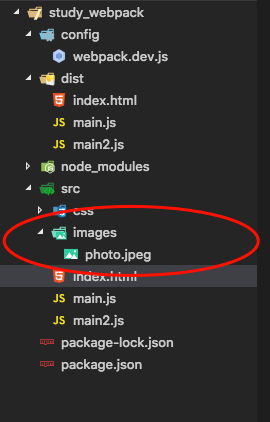 study_webpack
config
webpack.dev.js
dist
index.html
JS main.js
JS main2.js
node_modules
src
css
images
photo.jpeg
index.html
JS main.js
JS main2.js
package-lock.json
package.json